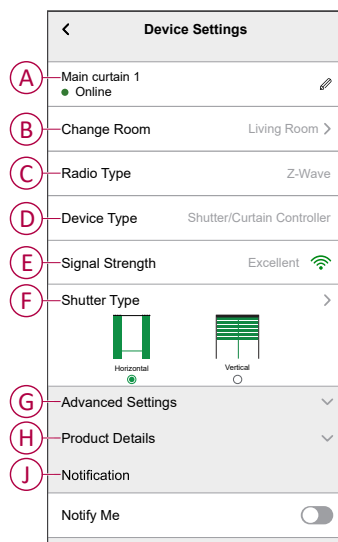 Device Settings
A Main curtain 1
Online
B Change Room Living Room
C Radio Type Z-Wave
D Device Type Shutter/Curtain Controller
E Signal Strength Excellent
F Shutter Type
Horizontal Vertical
G Advanced Settings
H Product Details
J Notification
Notify Me